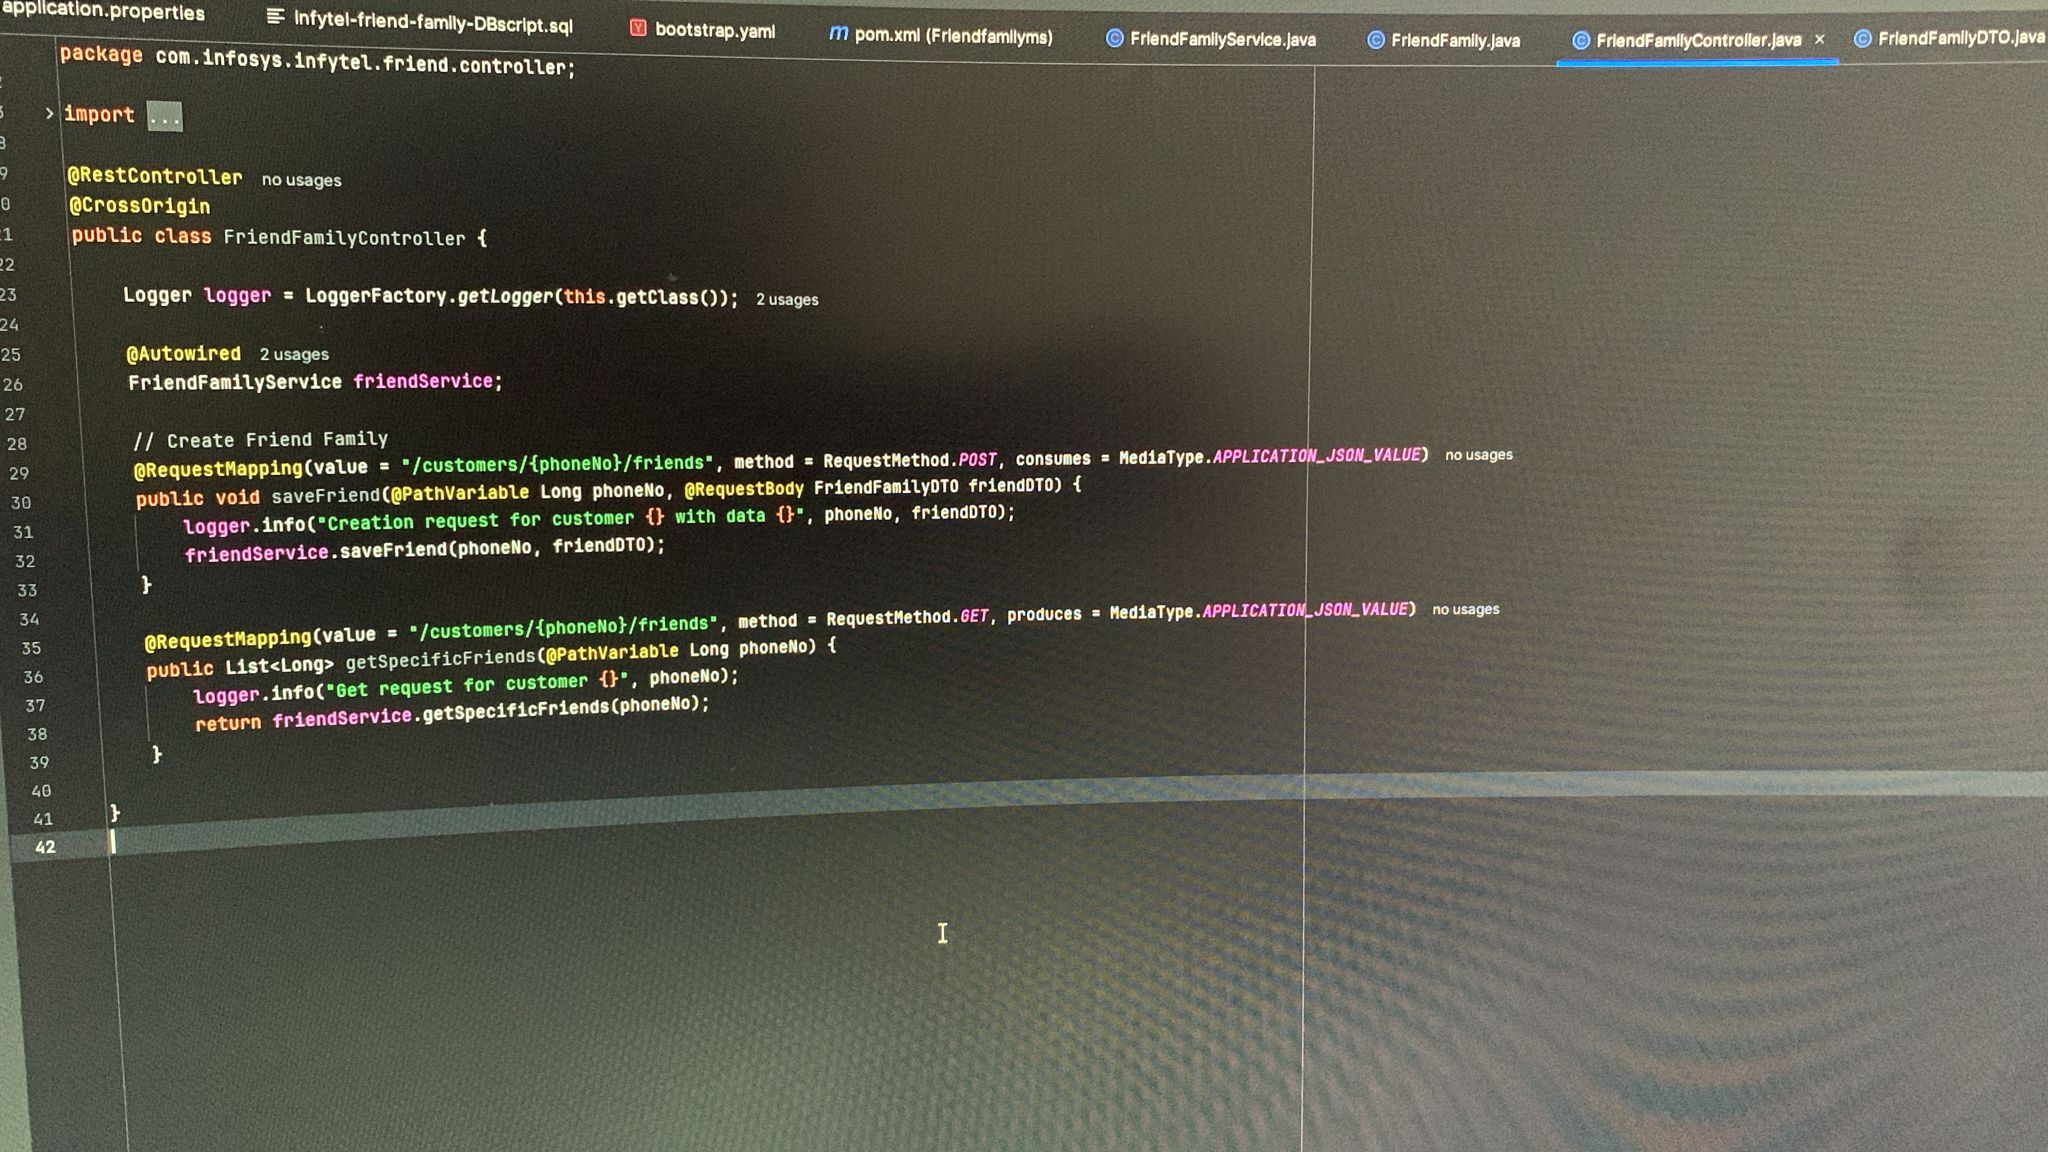 application.properties
infytel-friend-family-DBscript.sql
bootstrap.yaml
pom.xml (Friendfamilyms)
FriendFamilyService.java
FriendFamily.java
FriendFamilyController.java ×
FriendFamilyDTO.java
package com.infosys.infytel.friend.controller;
> import ...
@RestController no usages
@CrossOrigin
public class FriendFamilyController {
22
23 Logger logger = LoggerFactory.getLogger(this.getClass()); 2 usages
24
25 @Autowired 2 usages
26 FriendFamilyService friendService;
27
28 // Create Friend Family
29 @RequestMapping(value = "/customers/{phoneNo}/friends", method = RequestMethod.POST, consumes = MediaType.APPLICATION_JSON_VALUE) no usages
30 public void saveFriend(@PathVariable Long phoneNo, @RequestBody FriendFamilyDTO friendDTO) {
31 logger.info("Creation request for customer {} with data {}", phoneNo, friendDTO);
32 friendService.saveFriend(phoneNo, friendDTO);
33 }
34
35 @RequestMapping(value = "/customers/{phoneNo}/friends", method = RequestMethod.GET, produces = MediaType.APPLICATION_JSON_VALUE) no usages
36 public List<Long> getSpecificFriends(@PathVariable Long phoneNo) {
37 logger.info("Get request for customer {}", phoneNo);
38 return friendService.getSpecificFriends(phoneNo);
39 }
40
41 }
42